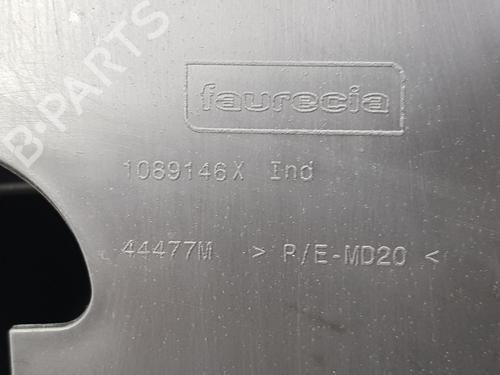 B-PARTS
faurecia
1089146X Ind
44477M > P/E-MD20 <